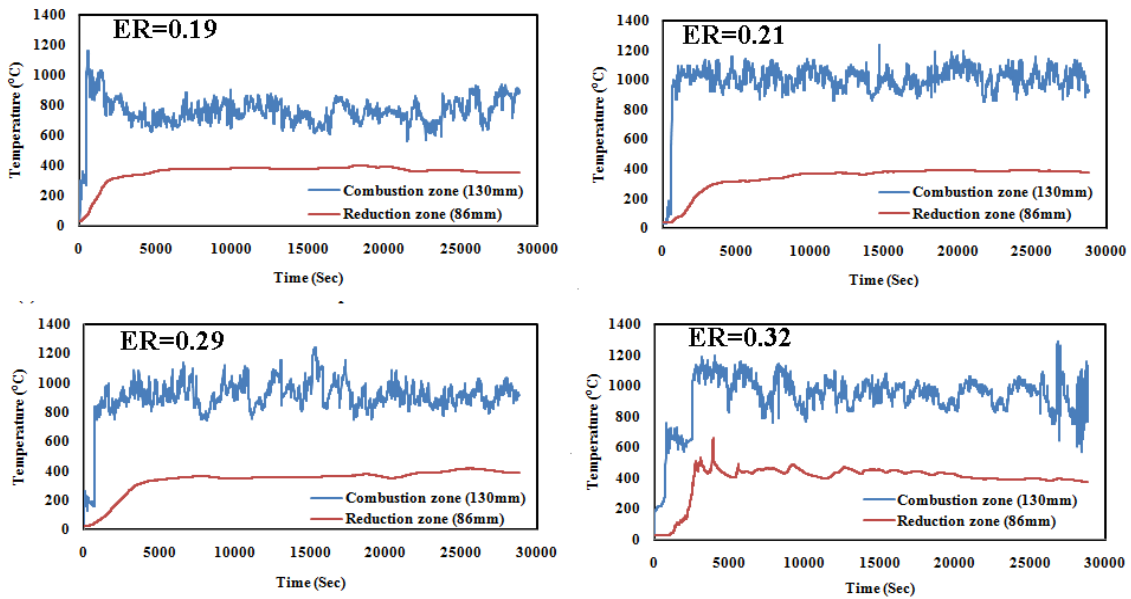 ER=0.19
1400
1200
1000
800
600
400
200
0
Temperature (°C)
Combustion zone (130mm)
Reduction zone (86mm)
0 5000 10000 15000 20000 25000 30000
Time (Sec)
ER=0.21
1400
1200
1000
800
600
400
200
0
Temperature (°C)
Combustion zone (130mm)
Reduction zone (86mm)
0 5000 10000 15000 20000 25000 30000
Time (Sec)
ER=0.29
1400
1200
1000
800
600
400
200
0
Temperature (°C)
Combustion zone (130mm)
Reduction zone (86mm)
0 5000 10000 15000 20000 25000 30000
Time (Sec)
ER=0.32
1400
1200
1000
800
600
400
200
0
Temperature (°C)
Combustion zone (130mm)
Reduction zone (86mm)
0 5000 10000 15000 20000 25000 30000
Time (Sec)